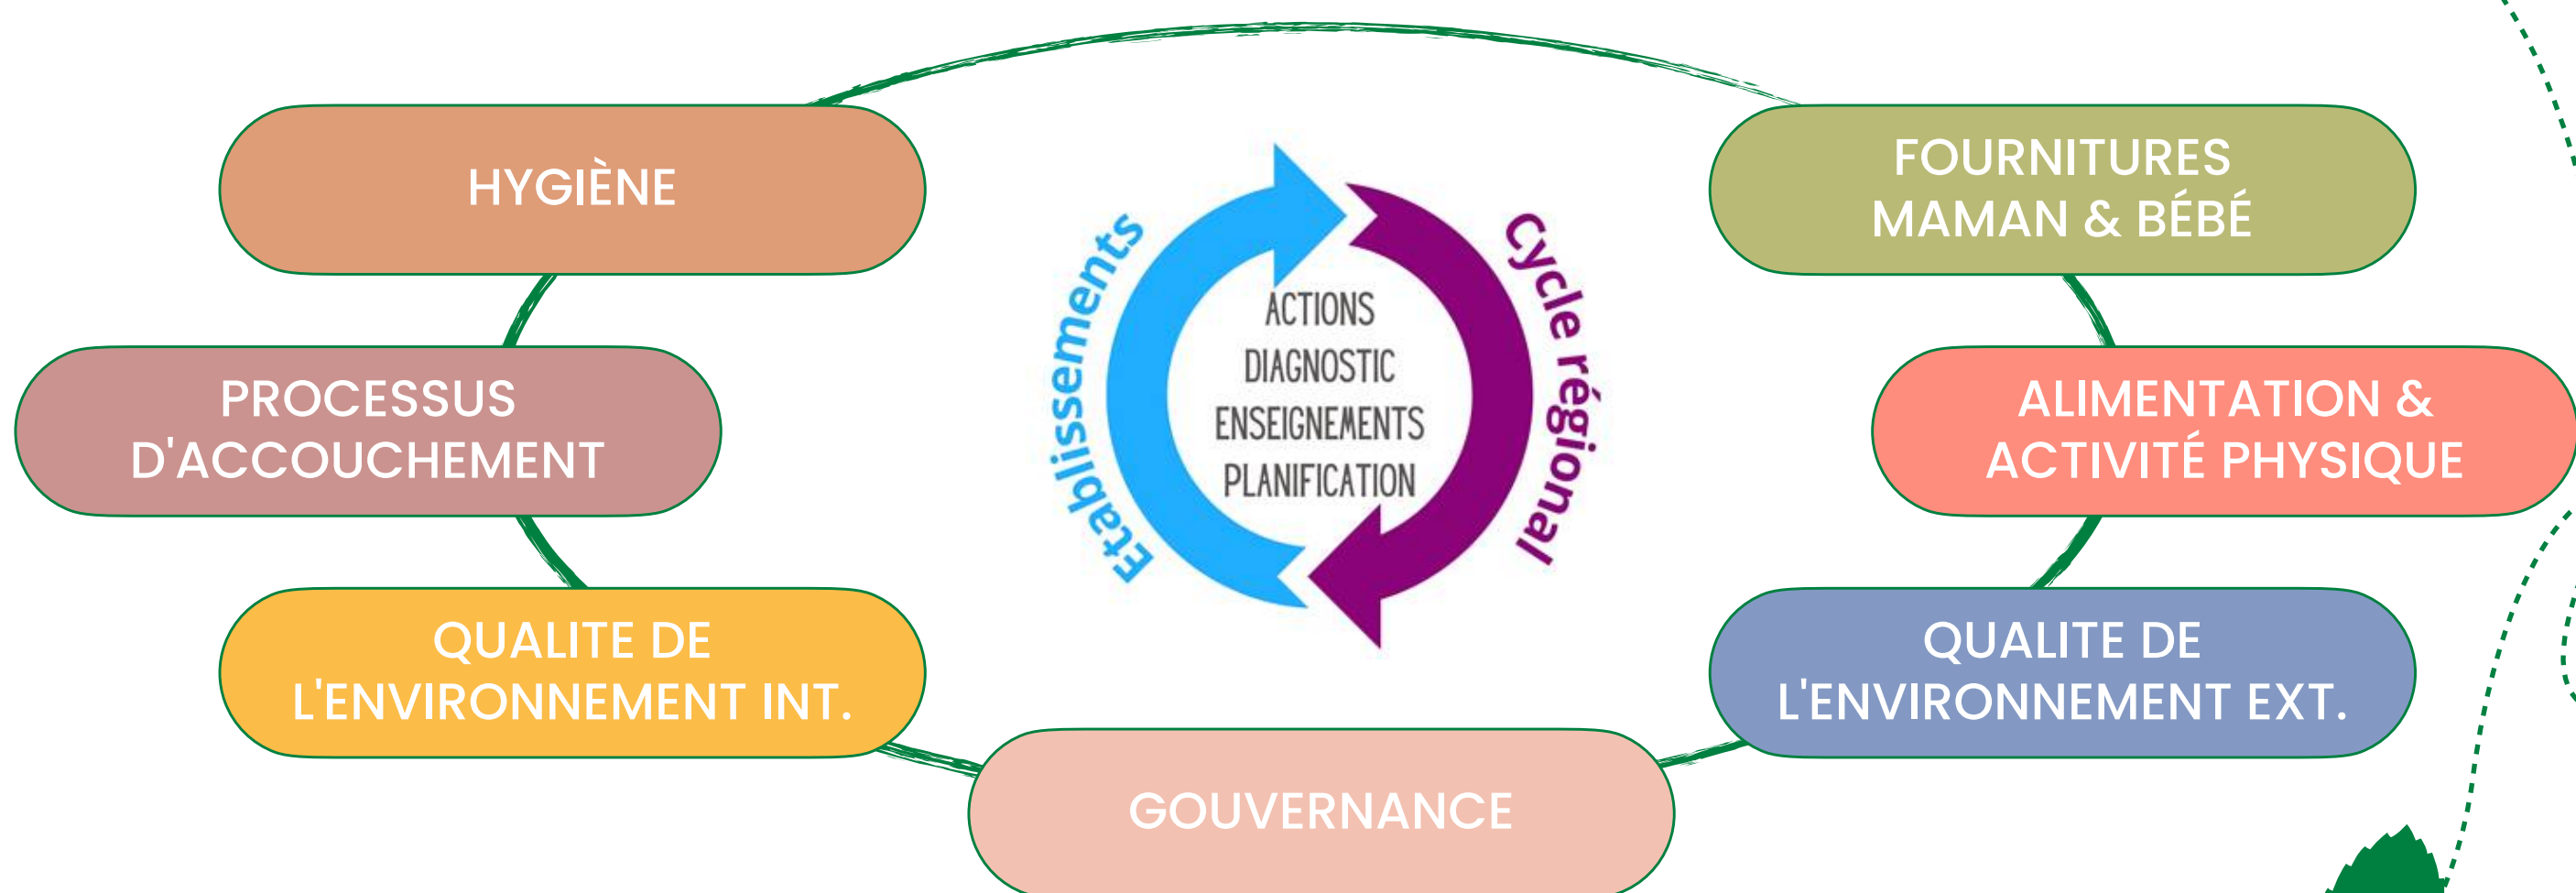 HYGIÈNE
FOURNITURES
MAMAN & BÉBÉ
Etablissements
Cycle régional
ACTIONS
DIAGNOSTIC
ENSEIGNEMENTS
PLANIFICATION
PROCESSUS
D'ACCOUCHEMENT
ALIMENTATION &
ACTIVITÉ PHYSIQUE
QUALITE DE
L'ENVIRONNEMENT INT.
QUALITE DE
L'ENVIRONNEMENT EXT.
GOUVERNANCE